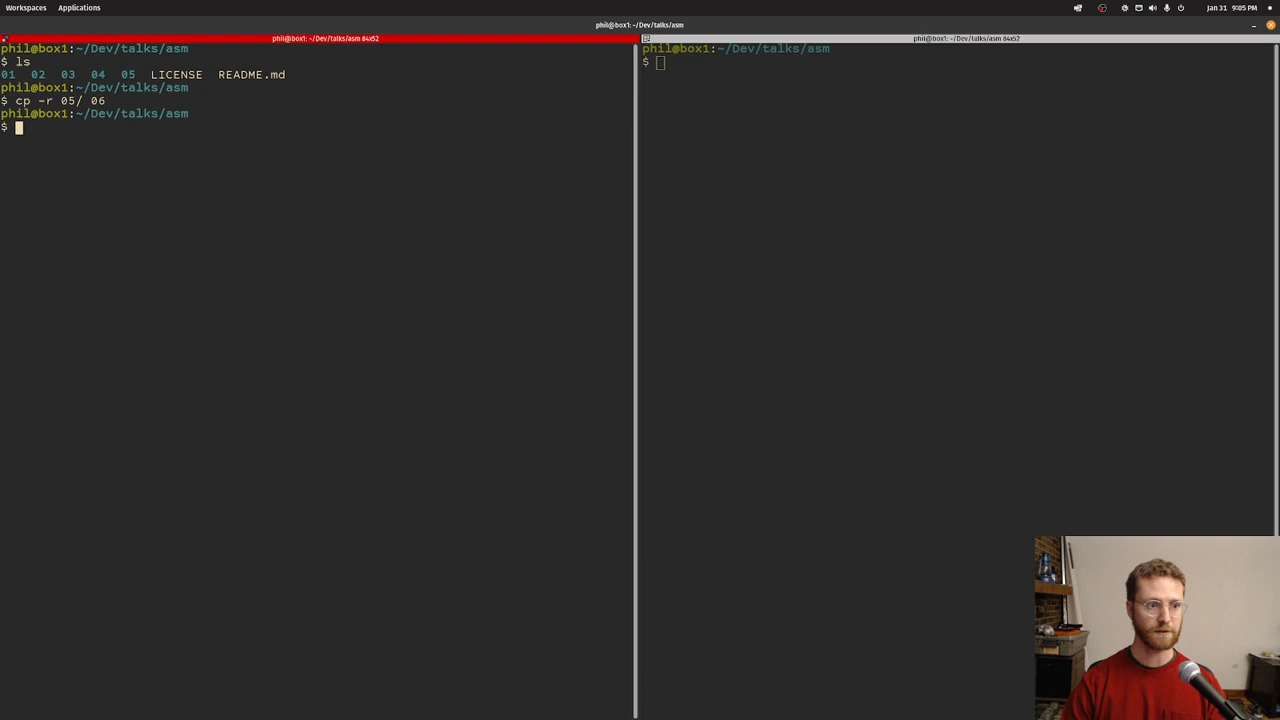 Workspaces Applications Jan 31 9:05 PM
phil@box1: ~/Dev/talks/asm
phil@box1: ~/Dev/talks/asm 84x52
phil@box1:~/Dev/talks/asm
$ ls
01 02 03 04 05 LICENSE README.md
phil@box1:~/Dev/talks/asm
$ cp -r 05/ 06
phil@box1:~/Dev/talks/asm
$
phil@box1: ~/Dev/talks/asm 84x52
phil@box1:~/Dev/talks/asm
$